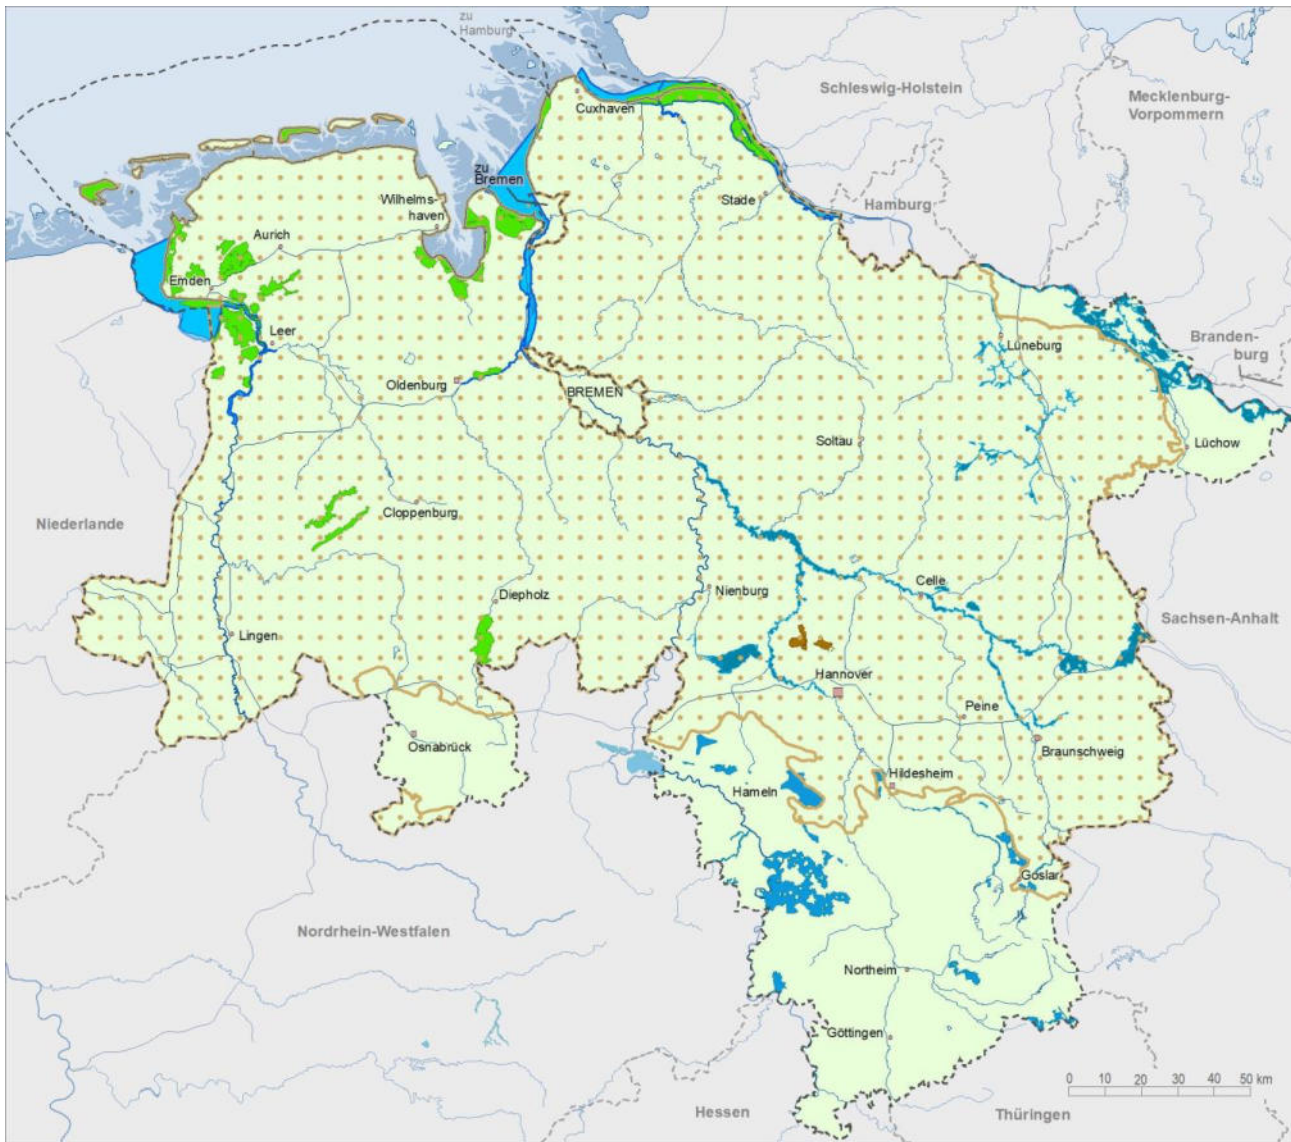 zu
Hamburg
Schleswig-Holstein
Mecklenburg-
Vorpommern
Cuxhaven
zu
Bremen
Wilhelms-
haven
Stade
Hamburg
Aurich
Emden
Leer
Lüneburg
Branden-
burg
Oldenburg
BREMEN
Soltau
Lüchow
Niederlande
Cloppenburg
Diepholz
Nienburg
Celle
Sachsen-Anhalt
Lingen
Hannover
Peine
Osnabrück
Braunschweig
Hameln
Hildesheim
Goslar
Nordrhein-Westfalen
Northeim
Göttingen
0 10 20 30 40 50 km
Hessen
Thüringen